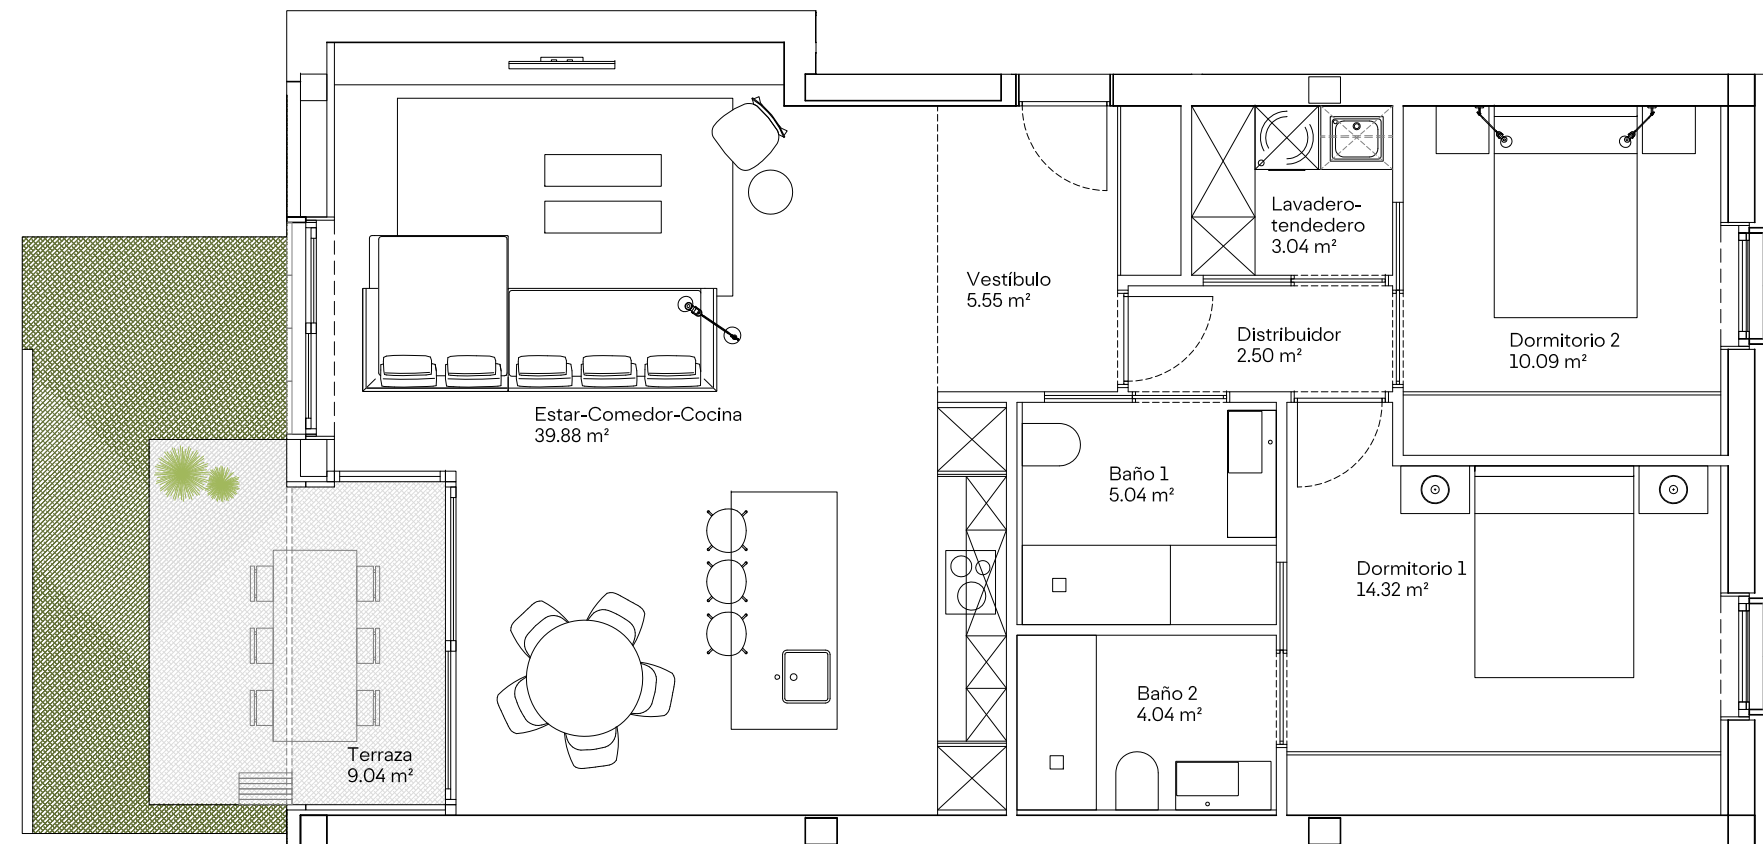 Lavadero-
tendedero
3.04 m²
Vestíbulo
5.55 m²
Distribuidor
2.50 m²
Dormitorio 2
10.09 m²
Estar-Comedor-Cocina
39.88 m²
Baño 1
5.04 m²
Dormitorio 1
14.32 m²
Baño 2
4.04 m²
Terraza
9.04 m²